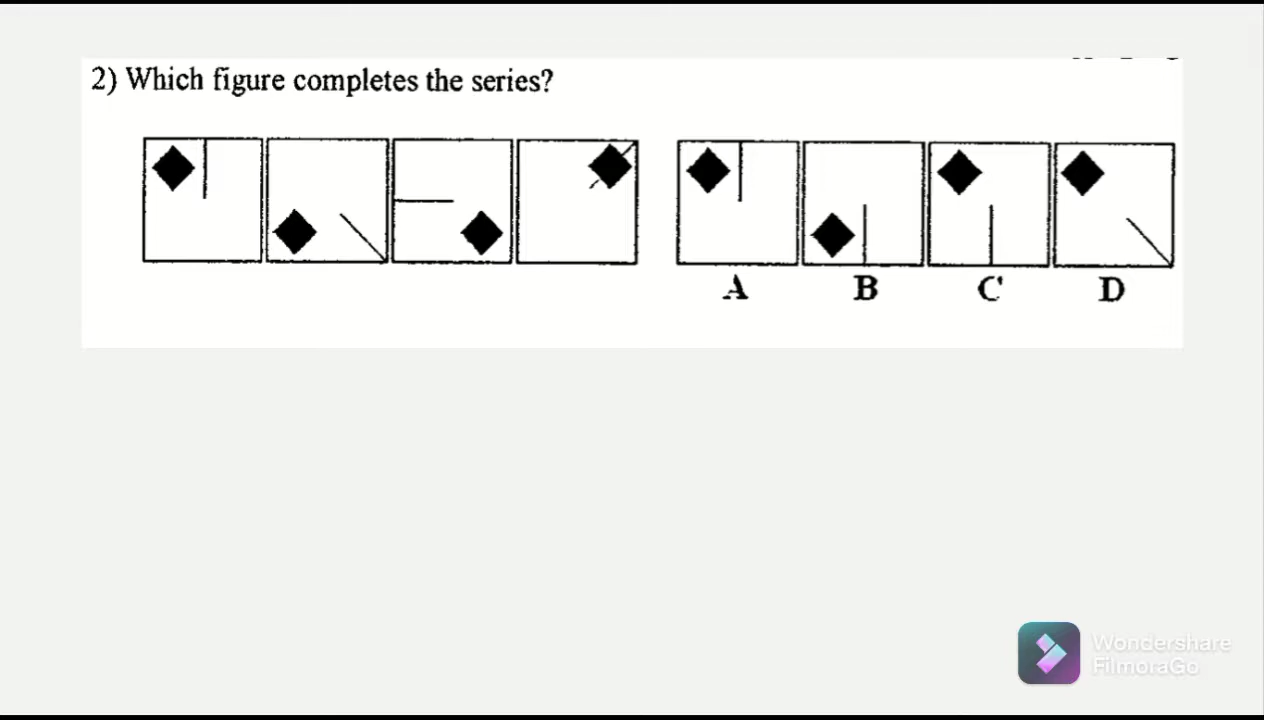 2) Which figure completes the series?
A B C D
Wondershare
FilmoraGo